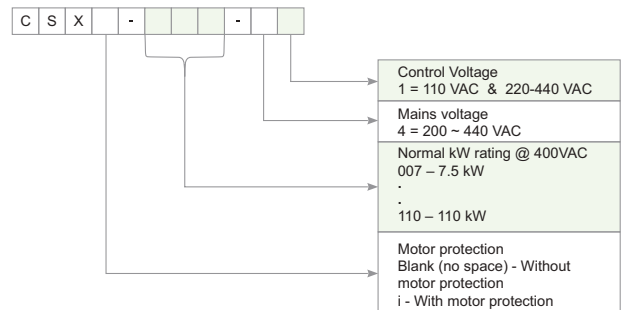 C S X - -
Control Voltage
1 = 110 VAC & 220-440 VAC
Mains voltage
4 = 200 ~ 440 VAC
Normal kW rating @ 400VAC
007 – 7.5 kW
.
.
110 – 110 kW
Motor protection
Blank (no space) - Without
motor protection
i - With motor protection